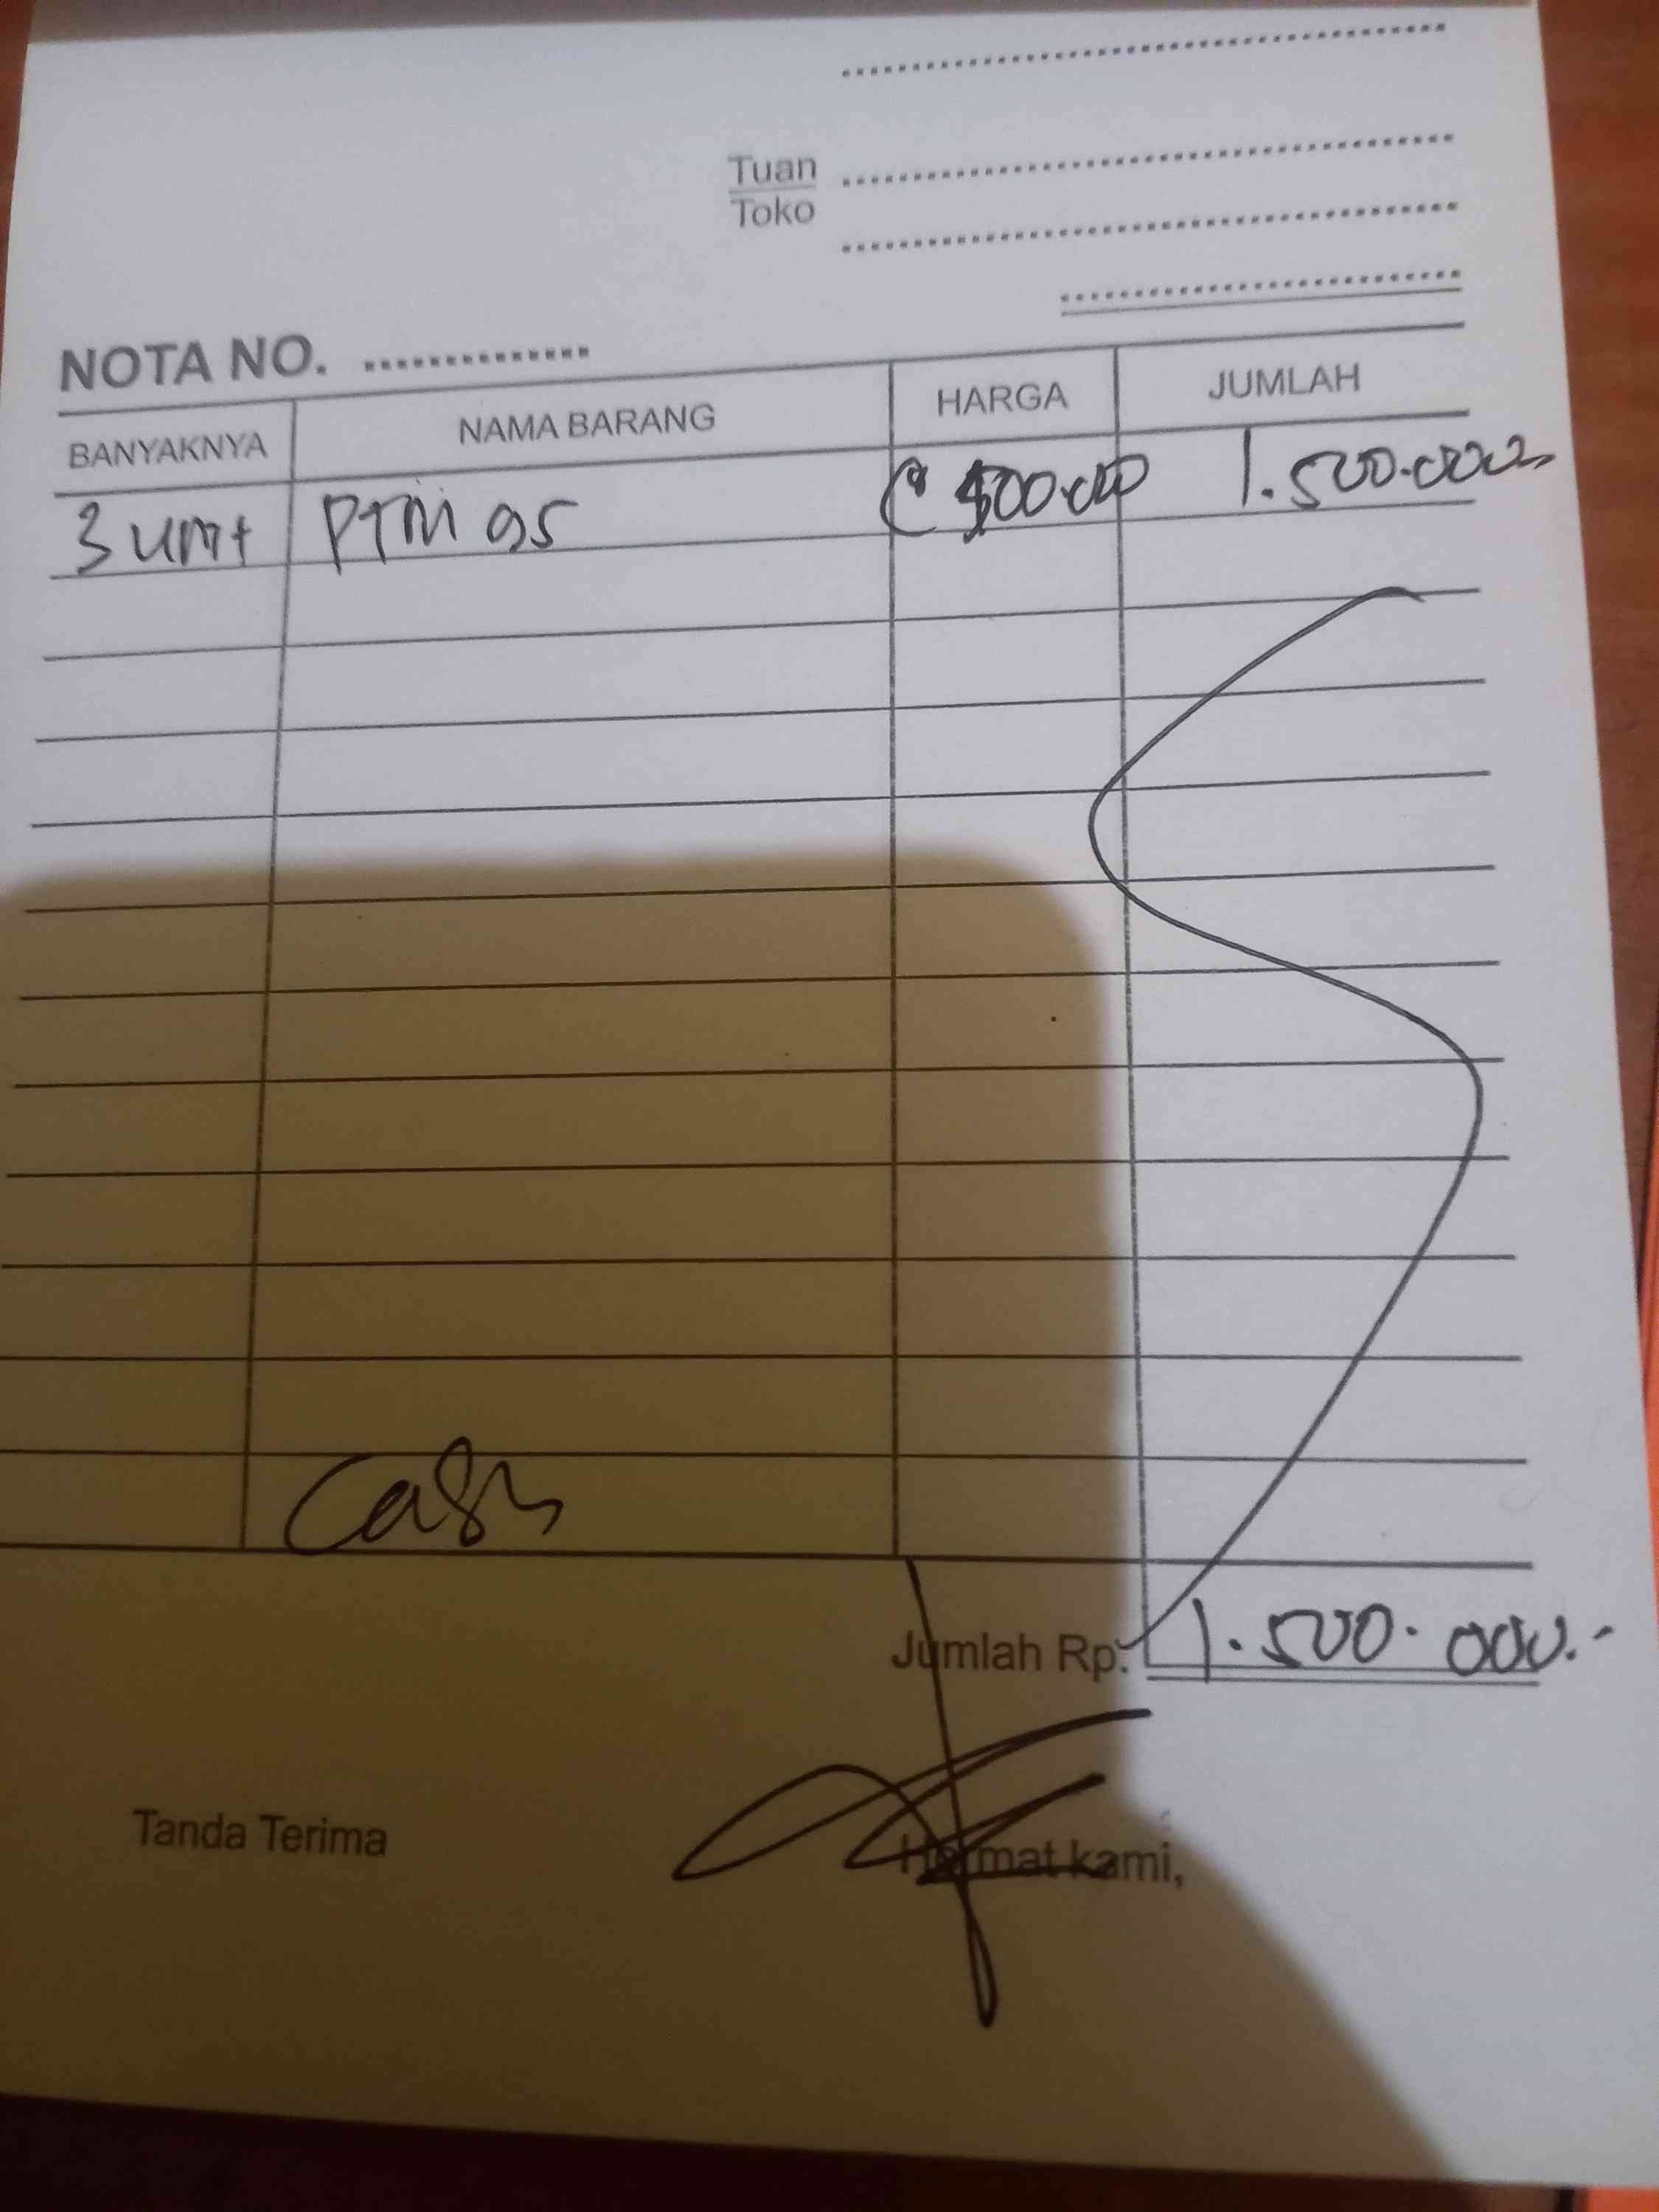 Tuan
Toko
NOTA NO. ..............
BANYAKNYA NAMA BARANG HARGA JUMLAH
3 unit PTM 95 @ 500.000 1.500.000,-
Cash
Jumlah Rp. 1.500.000.-
Tanda Terima Hormat kami,